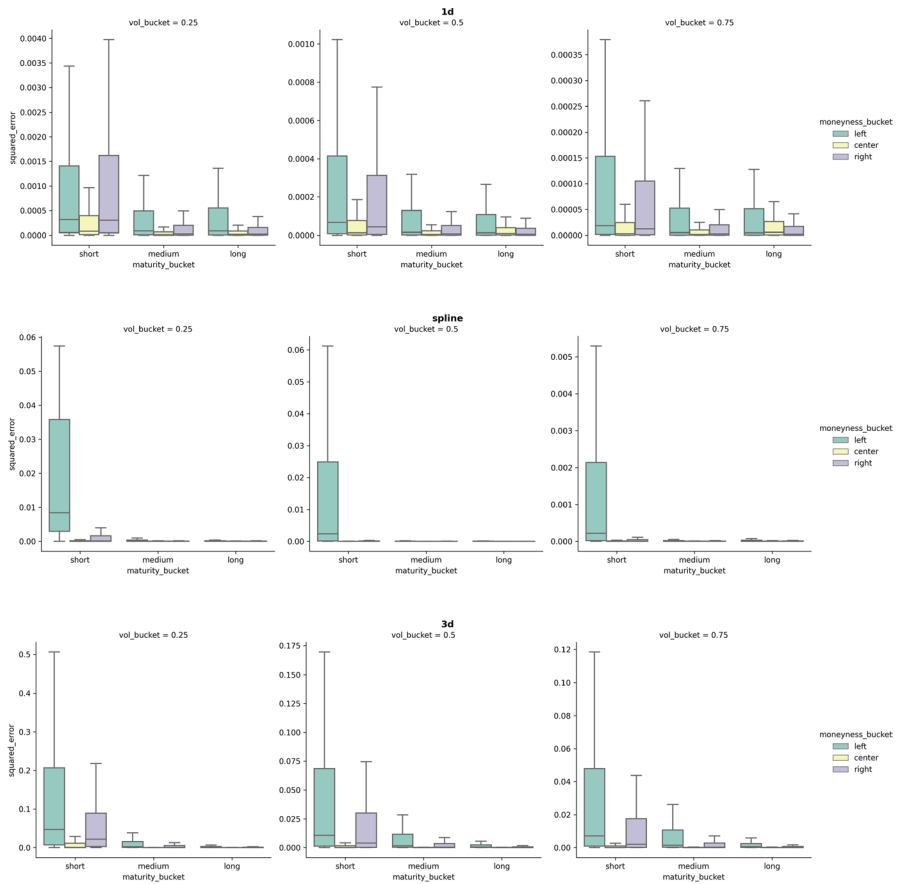 1d
vol_bucket = 0.25
vol_bucket = 0.5
vol_bucket = 0.75
squared_error
0.0040
0.0035
0.0030
0.0025
0.0020
0.0015
0.0010
0.0005
0.0000
short medium long
maturity_bucket
0.0010
0.0008
0.0006
0.0004
0.0002
0.0000
short medium long
maturity_bucket
0.00035
0.00030
0.00025
0.00020
0.00015
0.00010
0.00005
0.00000
short medium long
maturity_bucket
moneyness_bucket
left
center
right
spline
vol_bucket = 0.25
vol_bucket = 0.5
vol_bucket = 0.75
squared_error
0.06
0.05
0.04
0.03
0.02
0.01
0.00
short medium long
maturity_bucket
0.06
0.05
0.04
0.03
0.02
0.01
0.00
short medium long
maturity_bucket
0.005
0.004
0.003
0.002
0.001
0.000
short medium long
maturity_bucket
moneyness_bucket
left
center
right
3d
vol_bucket = 0.25
vol_bucket = 0.5
vol_bucket = 0.75
squared_error
0.5
0.4
0.3
0.2
0.1
0.0
short medium long
maturity_bucket
0.175
0.150
0.125
0.100
0.075
0.050
0.025
0.000
short medium long
maturity_bucket
0.12
0.10
0.08
0.06
0.04
0.02
0.00
short medium long
maturity_bucket
moneyness_bucket
left
center
right